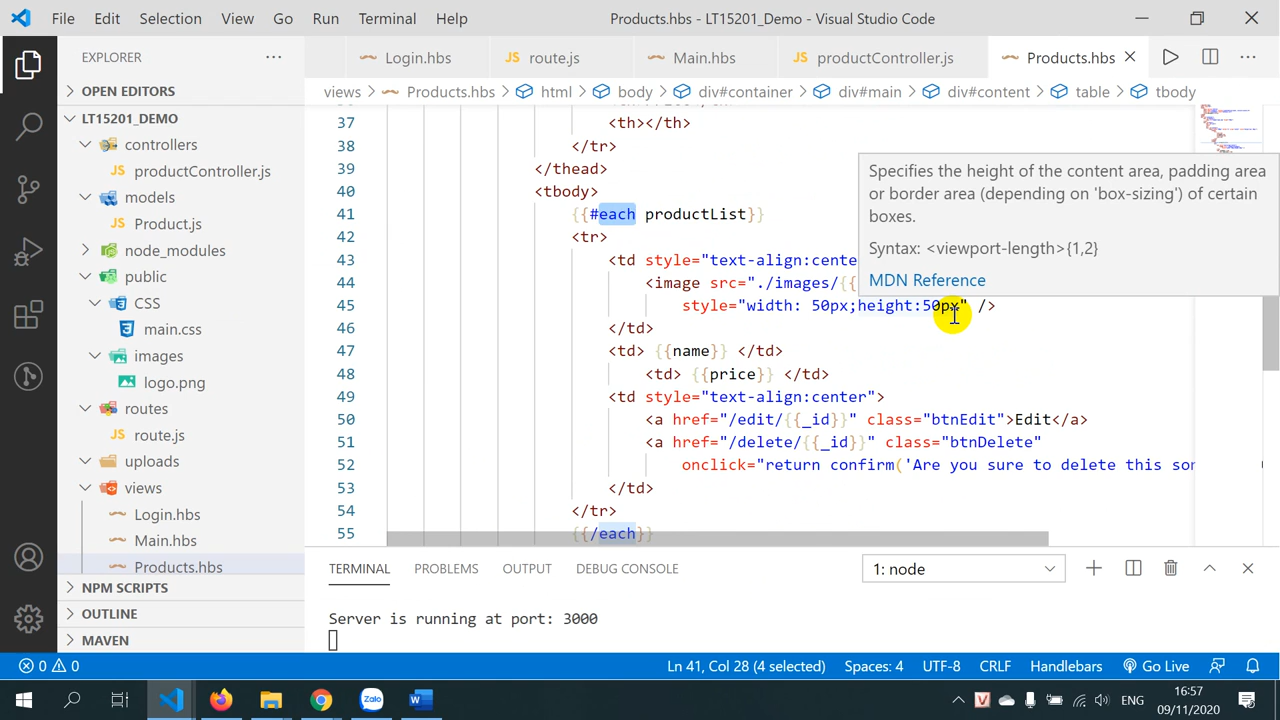 File Edit Selection View Go Run Terminal Help Products.hbs - LT15201_Demo - Visual Studio Code
EXPLORER
Login.hbs JS route.js Main.hbs JS productController.js Products.hbs
views > Products.hbs > html > body > div#container > div#main > div#content > table > tbody
OPEN EDITORS
LT15201_DEMO
controllers
JS productController.js
models
JS Product.js
node_modules
public
CSS
main.css
images
logo.png
routes
JS route.js
uploads
views
Login.hbs
Main.hbs
Products.hbs
NPM SCRIPTS
OUTLINE
MAVEN
37 <th></th>
38 </tr>
39 </thead>
40 <tbody>
41 {{#each productList}}
42 <tr>
43 <td style="text-align:cente
44 <image src="./images/{{
45 style="width: 50px;height:50px" />
46 </td>
47 <td> {{name}} </td>
48 <td> {{price}} </td>
49 <td style="text-align:center">
50 <a href="/edit/{{_id}}" class="btnEdit">Edit</a>
51 <a href="/delete/{{_id}}" class="btnDelete"
52 onclick="return confirm('Are you sure to delete this son
53 </td>
54 </tr>
55 {{/each}}
Specifies the height of the content area, padding area
or border area (depending on 'box-sizing') of certain
boxes.
Syntax: <viewport-length>{1,2}
MDN Reference
TERMINAL PROBLEMS OUTPUT DEBUG CONSOLE 1: node
Server is running at port: 3000
0 0 Ln 41, Col 28 (4 selected) Spaces: 4 UTF-8 CRLF Handlebars Go Live
Zalo ENG 16:57
09/11/2020